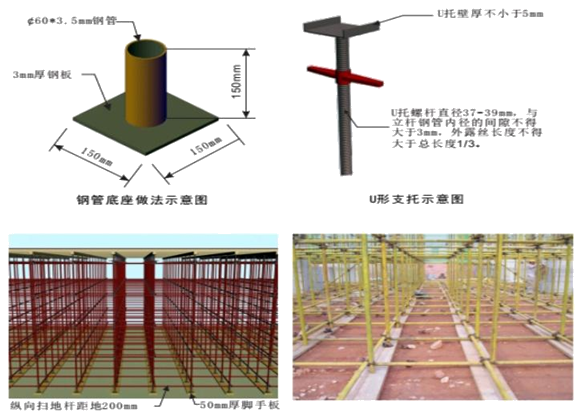 ¢60*3.5mm钢管
3mm厚钢板
150mm
150mm
150mm
钢管底座做法示意图
U托壁厚不小于5mm
U托螺杆直径37-39mm，与
立杆钢管内径的间隙不得
大于3mm，外露丝长度不得
大于总长度1/3。
U形支托示意图
纵向扫地杆距地200mm
50mm厚脚手板